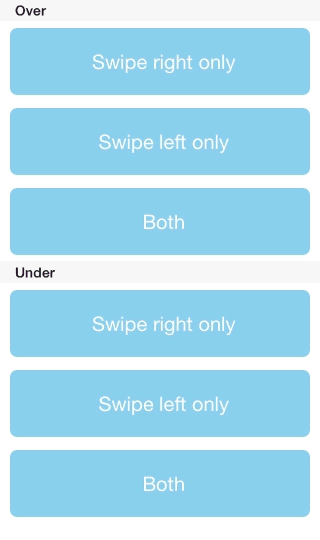 Over
Swipe right only
Swipe left only
Both
Under
Swipe right only
Swipe left only
Both